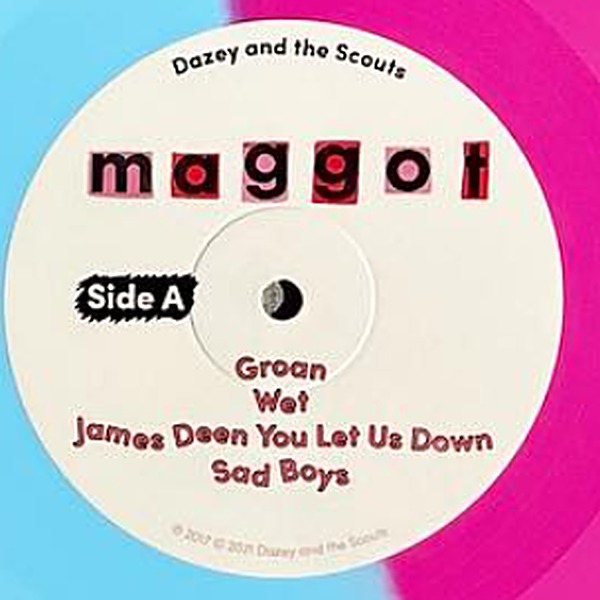 Dazey and the Scouts
maggot
Side A
Groan
Wet
James Deen You Let Us Down
Sad Boys
℗ 2017 © 2021 Dazey and the Scouts